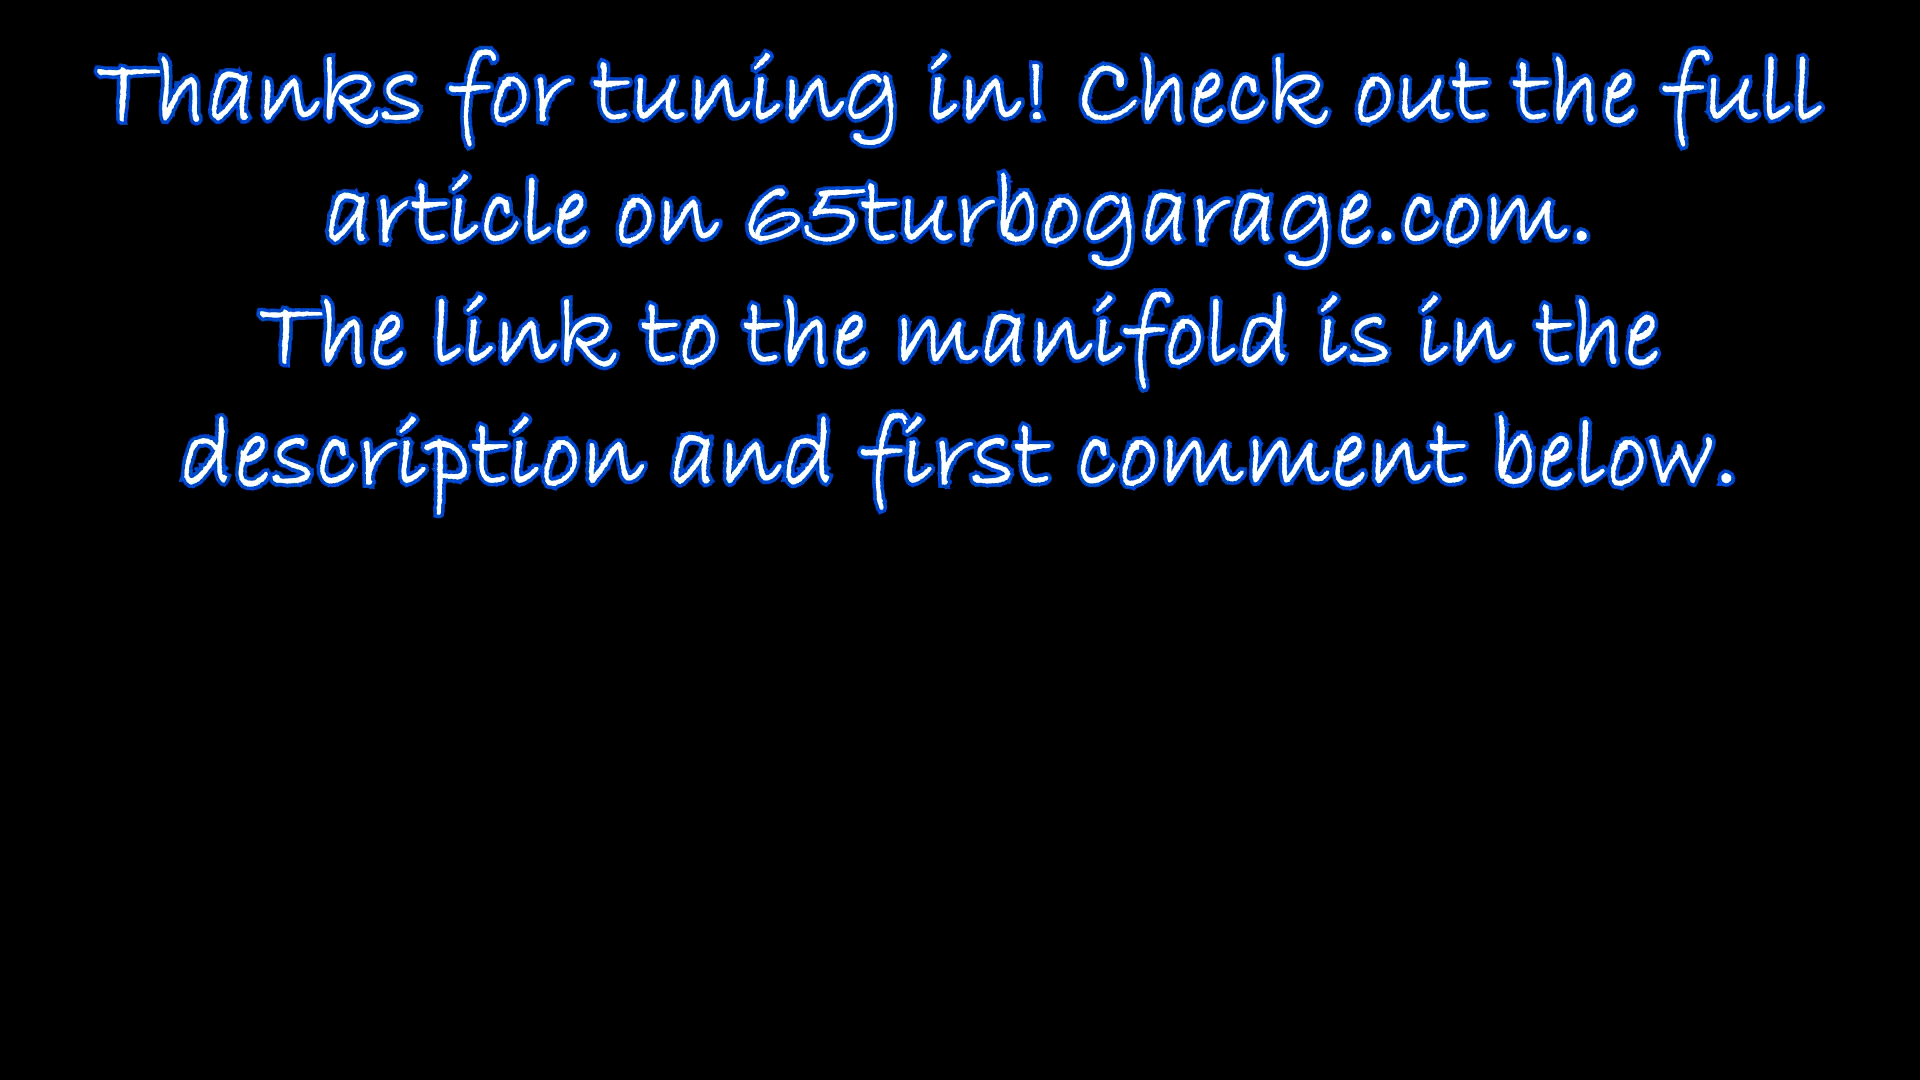 Thanks for tuning in! Check out the full
article on 65turbogarage.com.
The link to the manifold is in the
description and first comment below.